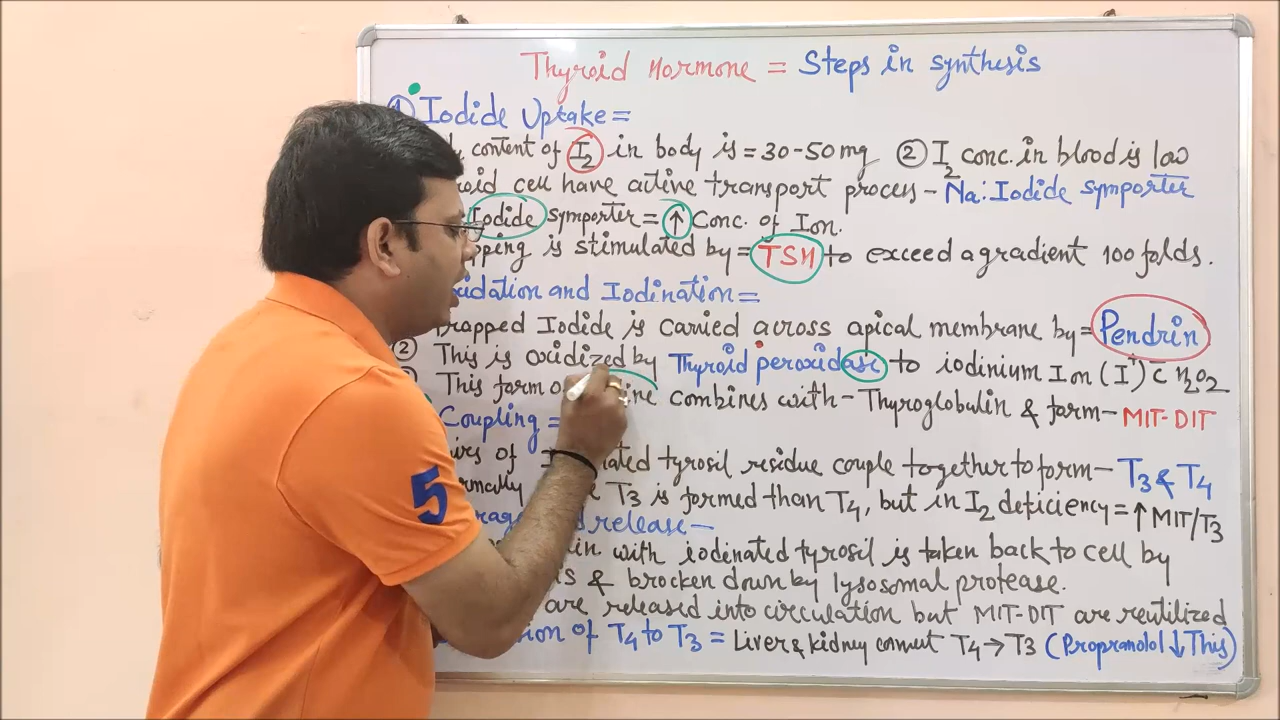 Thyroid Hormone = Steps in synthesis
① Iodide Uptake =
content of I2 in body is = 30-50 mg ② I2 conc. in blood is low
cell have active transport proces - Na: Iodide symporter
Iodide symporter = ↑ Conc. of Ion.
is stimulated by = TSH to exceed a gradient 100 folds.
and Iodination =
Iodide is caried across apical membrane by = Pendrin
② This is oxidized by Thyroid peroxidase to iodinium Ion (I+) c̄ H2O2
This form combines with - Thyroglobulin & form - MIT-DIT
Coupling =
of tyrosil residue couple together to form - T3 & T4
T3 is formed than T4, but in I2 deficiency = ↑ MIT/T3
release -
with iodinated tyrosil is taken back to cell by
& brocken down by lysosomal protease.
are released into circulation but MIT-DIT are reutilized
of T4 to T3 = Liver & kidney convert T4 → T3 (Propranolol ↓ This)
5